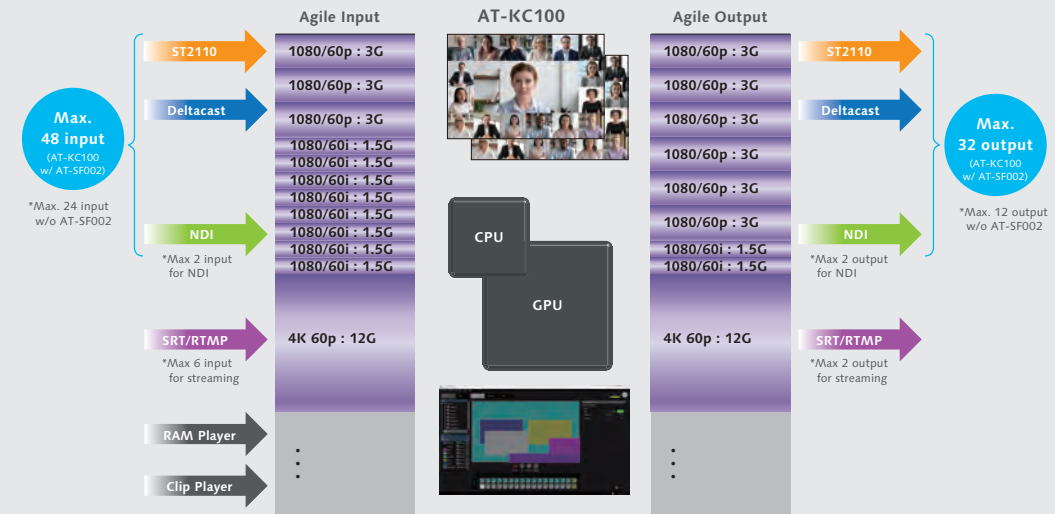 Agile Input
AT-KC100
Agile Output
Max.
48 input
(AT-KC100
w/ AT-SF002)
*Max. 24 input
w/o AT-SF002
ST2110
Deltacast
NDI
*Max 2 input
for NDI
SRT/RTMP
*Max 6 input
for streaming
RAM Player
Clip Player
1080/60p : 3G
1080/60p : 3G
1080/60p : 3G
1080/60i : 1.5G
1080/60i : 1.5G
1080/60i : 1.5G
1080/60i : 1.5G
1080/60i : 1.5G
1080/60i : 1.5G
1080/60i : 1.5G
1080/60i : 1.5G
4K 60p : 12G
CPU
GPU
1080/60p : 3G
1080/60p : 3G
1080/60p : 3G
1080/60p : 3G
1080/60p : 3G
1080/60p : 3G
1080/60i : 1.5G
1080/60i : 1.5G
4K 60p : 12G
ST2110
Deltacast
NDI
*Max 2 output
for NDI
SRT/RTMP
*Max 2 output
for streaming
Max.
32 output
(AT-KC100
w/ AT-SF002)
*Max. 12 output
w/o AT-SF002